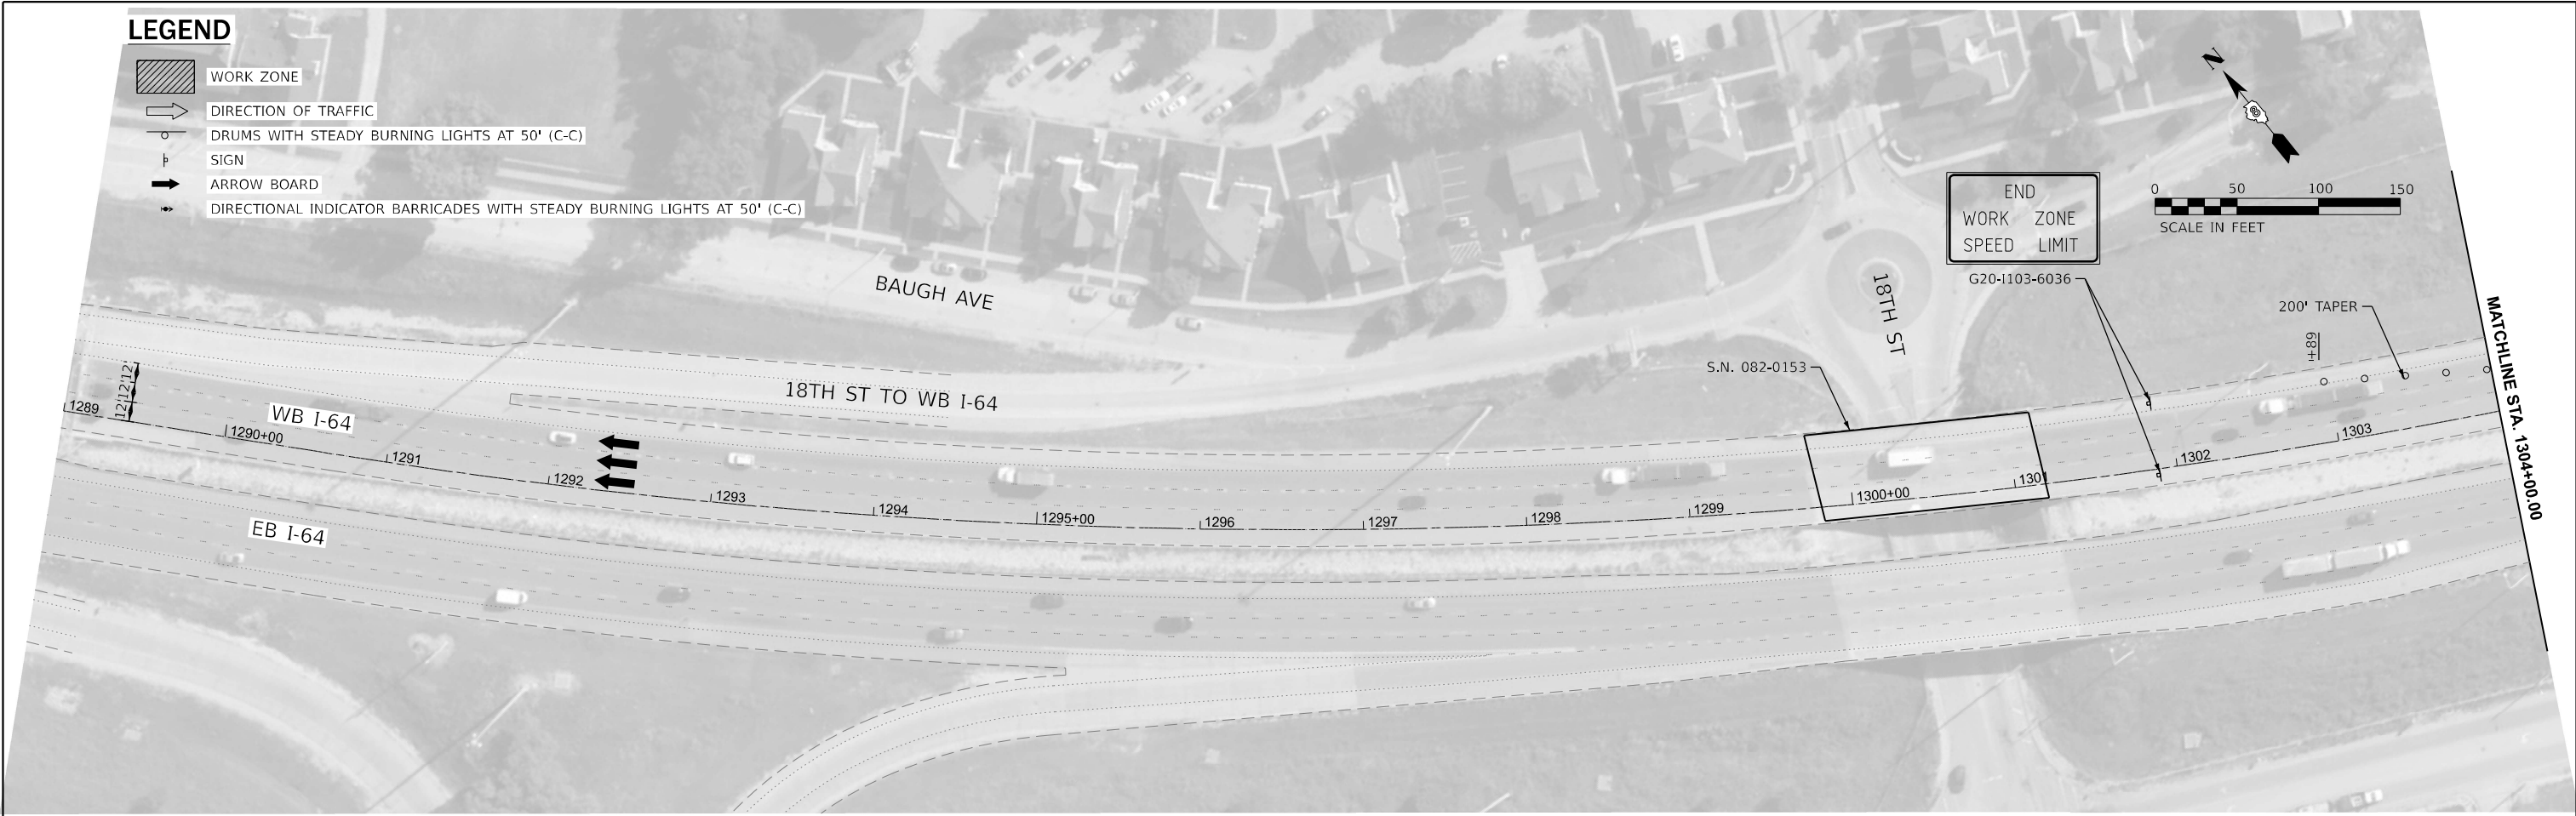 LEGEND
WORK ZONE
DIRECTION OF TRAFFIC
DRUMS WITH STEADY BURNING LIGHTS AT 50' (C-C)
SIGN
ARROW BOARD
DIRECTIONAL INDICATOR BARRICADES WITH STEADY BURNING LIGHTS AT 50' (C-C)
N
0 50 100 150
SCALE IN FEET
END
WORK ZONE
SPEED LIMIT
G20-I103-6036
200' TAPER
+89
MATCHLINE STA. 1304+00.00
BAUGH AVE
18TH ST
S.N. 082-0153
18TH ST TO WB I-64
12' 12' 12'
WB I-64
EB I-64
1289
1290+00
1291
1292
1293
1294
1295+00
1296
1297
1298
1299
1300+00
1301
1302
1303